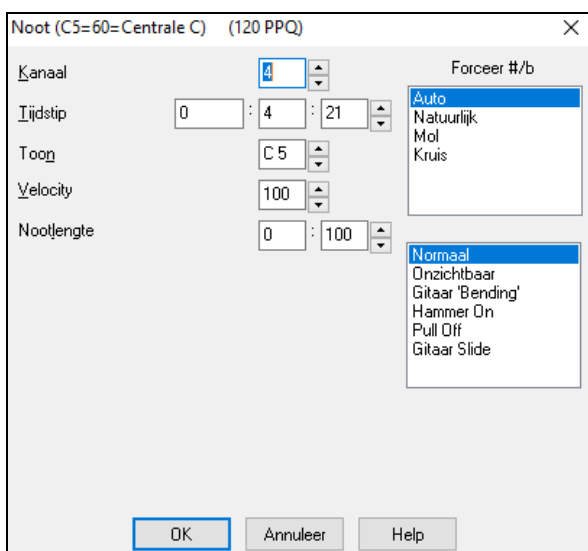 Noot (C5=60=Centrale C) (120 PPQ)
Kanaal 4
Tijdstip 0 : 4 : 21
Toon C 5
Velocity 100
Nootlengte 0 : 100
Forceer #/b
Auto
Natuurlijk
Mol
Kruis
Normaal
Onzichtbaar
Gitaar 'Bending'
Hammer On
Pull Off
Gitaar Slide
OK Annuleer Help